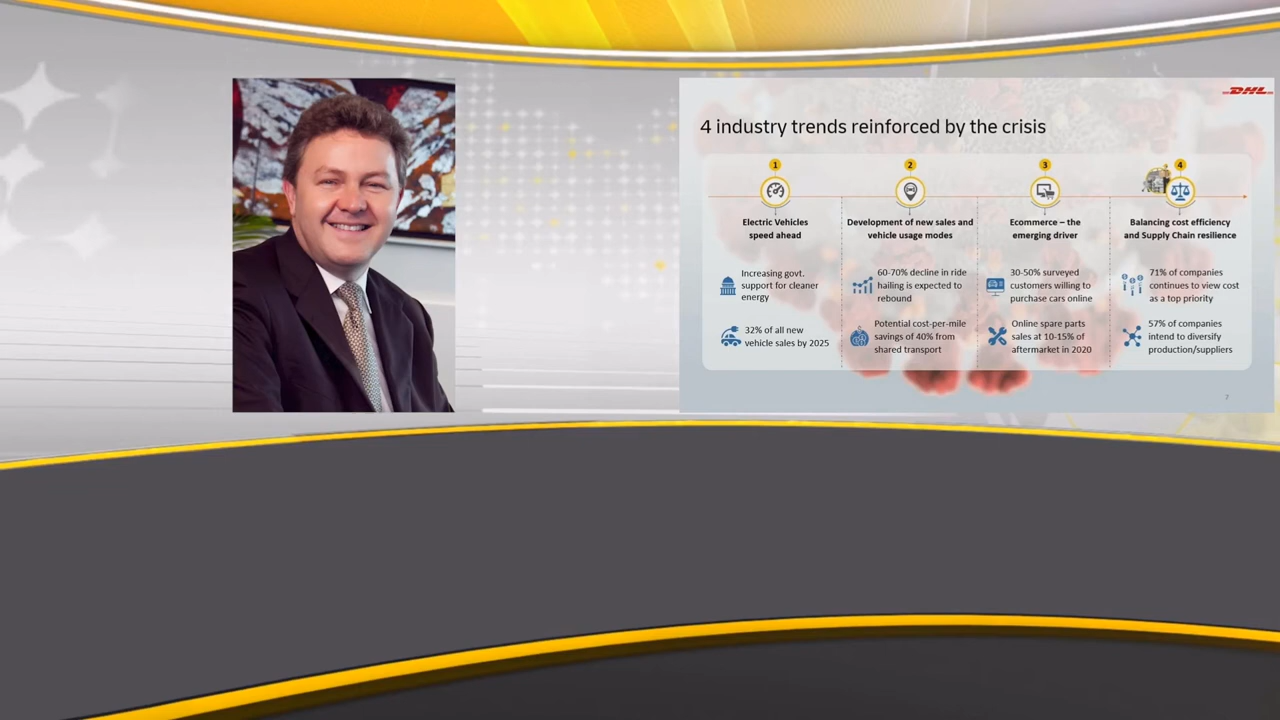 DHL
4 industry trends reinforced by the crisis
1
2
3
4
Electric Vehicles
speed ahead
Development of new sales and
vehicle usage modes
Ecommerce – the
emerging driver
Balancing cost efficiency
and Supply Chain resilience
Increasing govt.
support for cleaner
energy
60-70% decline in ride
hailing is expected to
rebound
30-50% surveyed
customers willing to
purchase cars online
71% of companies
continues to view cost
as a top priority
32% of all new
vehicle sales by 2025
Potential cost-per-mile
savings of 40% from
shared transport
Online spare parts
sales at 10-15% of
aftermarket in 2020
57% of companies
intend to diversify
production/suppliers
7